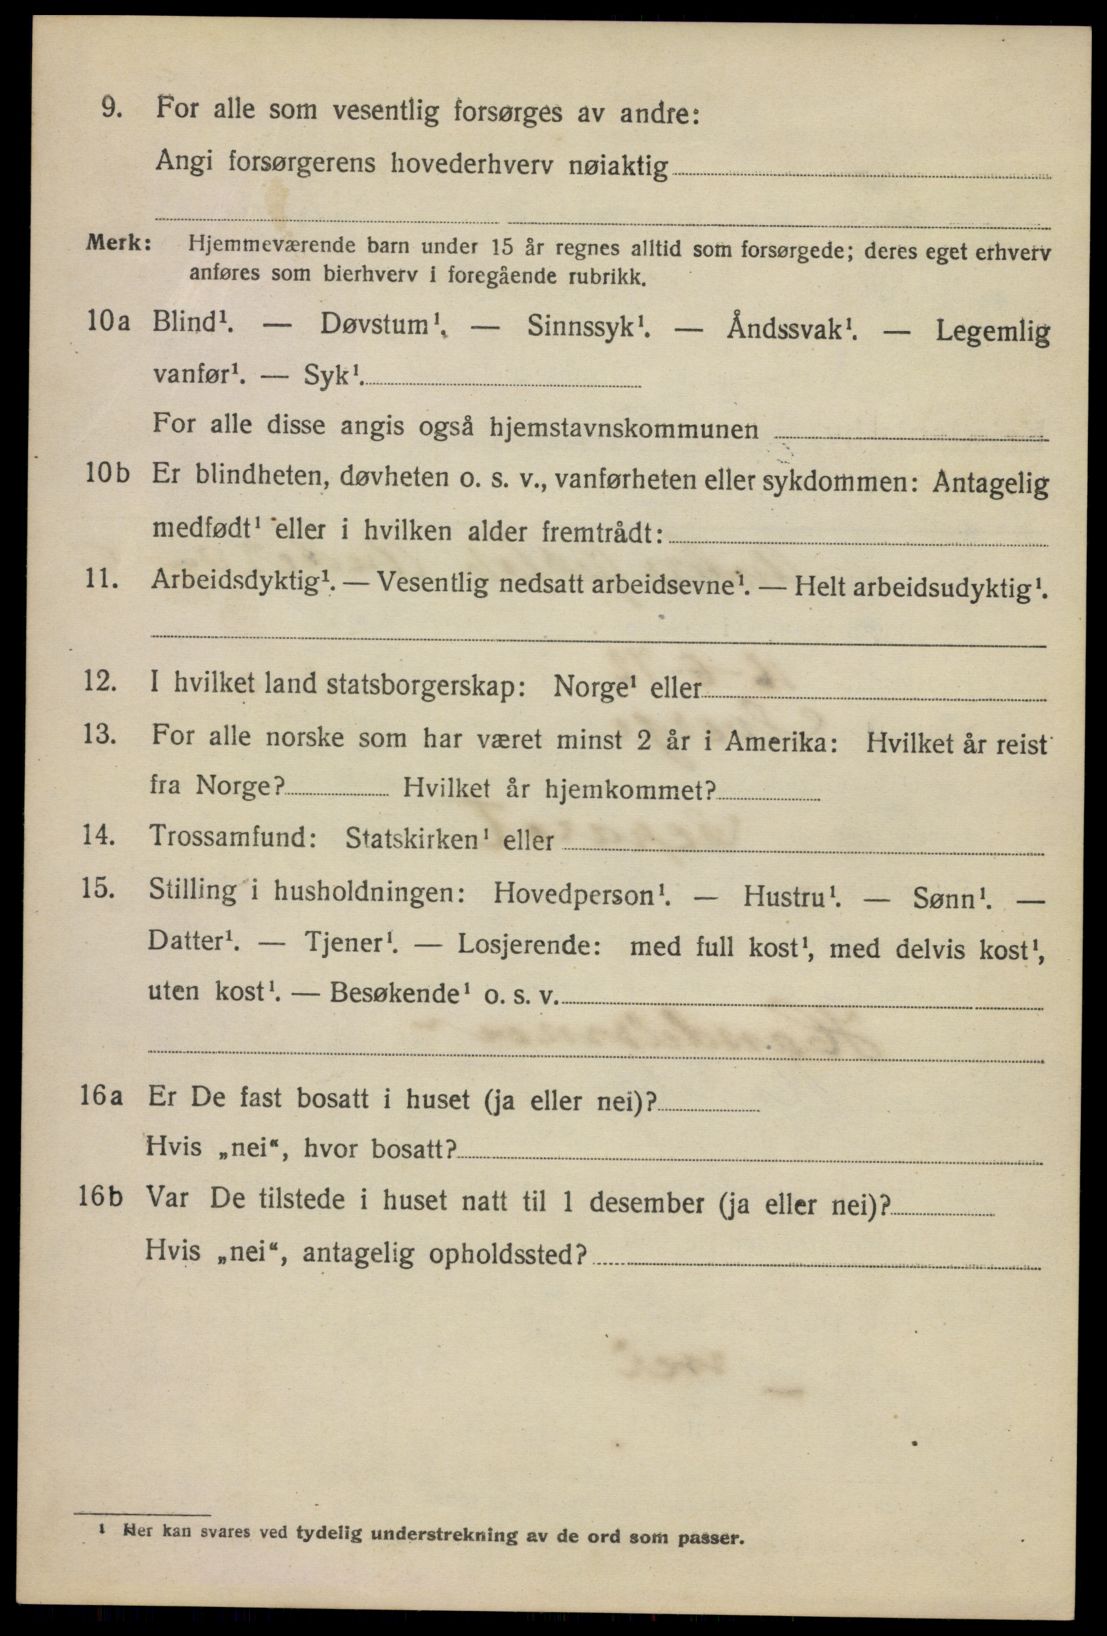 9. For alle som vesentlig forsørges av andre:
Angi forsørgerens hovederhverv nøiaktig
Merk: Hjemmeværende barn under 15 år regnes alltid som forsørgede; deres eget erhverv
anføres som bierhverv i foregående rubrikk.
10a Blind¹. — Døvstum¹. — Sinnssyk¹. — Åndssvak¹. — Legemlig
vanfør¹. — Syk¹.
For alle disse angis også hjemstavnskommunen
10b Er blindheten, døvheten o. s. v., vanførheten eller sykdommen: Antagelig
medfødt¹ eller i hvilken alder fremtrådt:
11. Arbeidsdyktig¹. — Vesentlig nedsatt arbeidsevne¹. — Helt arbeidsudyktig¹.
12. I hvilket land statsborgerskap: Norge¹ eller
13. For alle norske som har været minst 2 år i Amerika: Hvilket år reist
fra Norge? Hvilket år hjemkommet?
14. Trossamfund: Statskirken¹ eller
15. Stilling i husholdningen: Hovedperson¹. — Hustru¹. — Sønn¹. —
Datter¹. — Tjener¹. — Losjerende: med full kost¹, med delvis kost¹,
uten kost¹. — Besøkende¹ o. s. v.
16a Er De fast bosatt i huset (ja eller nei)?
Hvis „nei“, hvor bosatt?
16b Var De tilstede i huset natt til 1 desember (ja eller nei)?
Hvis „nei“, antagelig opholdssted?
¹ Her kan svares ved tydelig understrekning av de ord som passer.